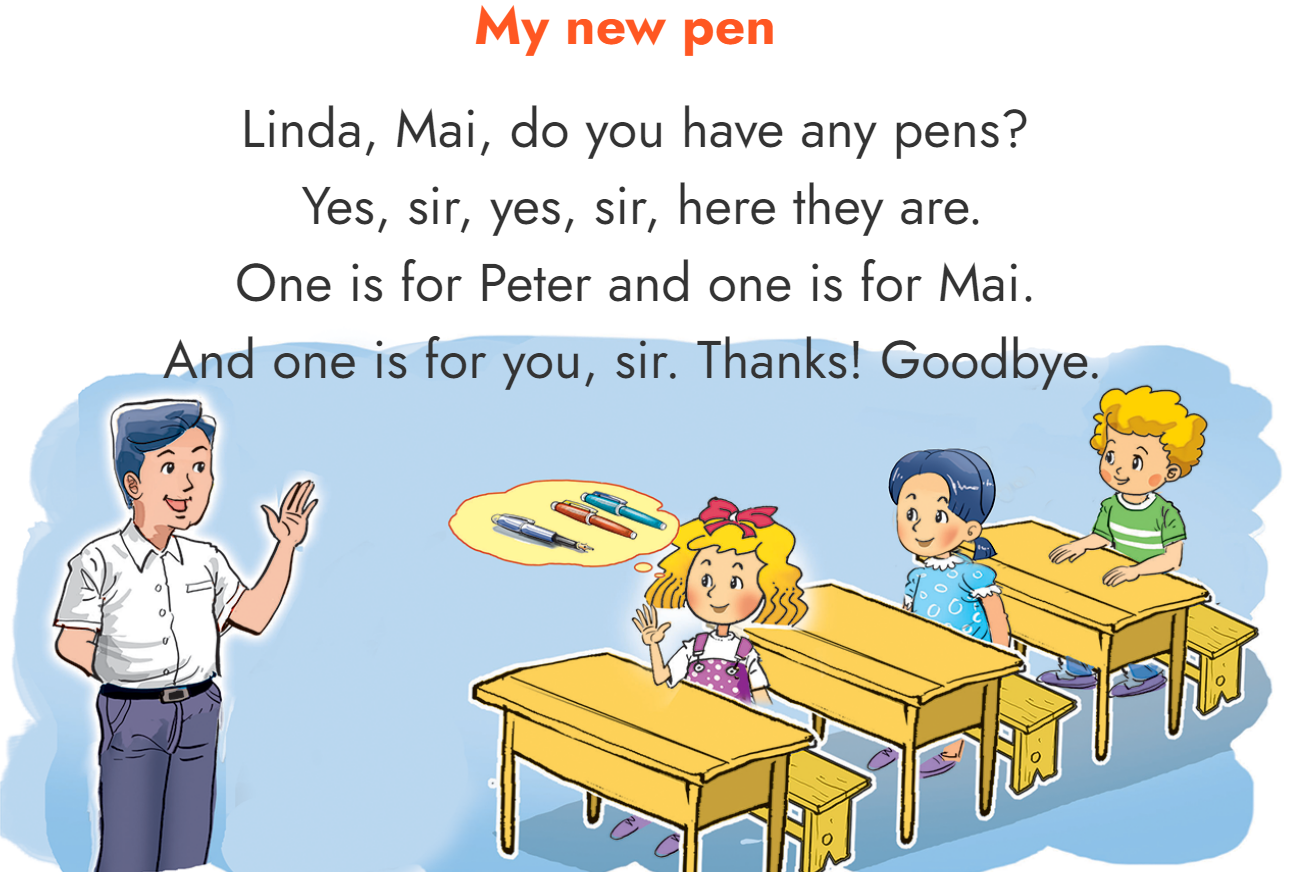 My new pen
Linda, Mai, do you have any pens?
Yes, sir, yes, sir, here they are.
One is for Peter and one is for Mai.
And one is for you, sir. Thanks! Goodbye.